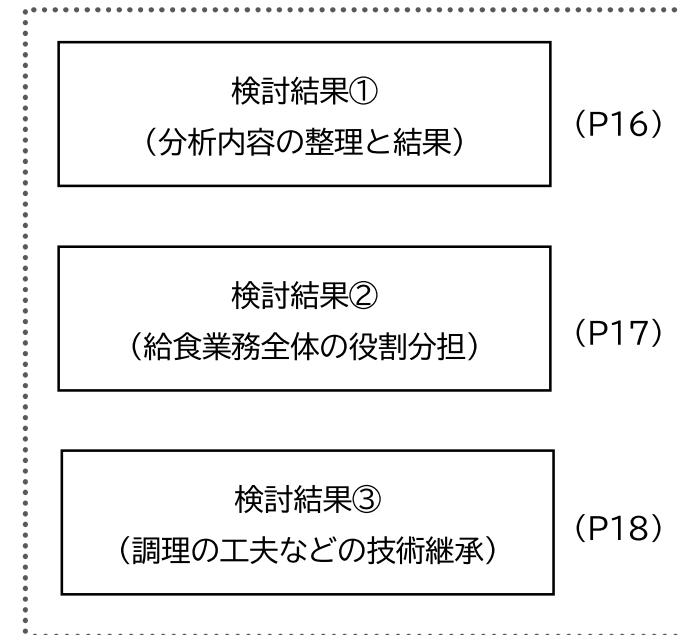 検討結果①
（分析内容の整理と結果）
（P16）
検討結果②
（給食業務全体の役割分担）
（P17）
検討結果③
（調理の工夫などの技術継承）
（P18）